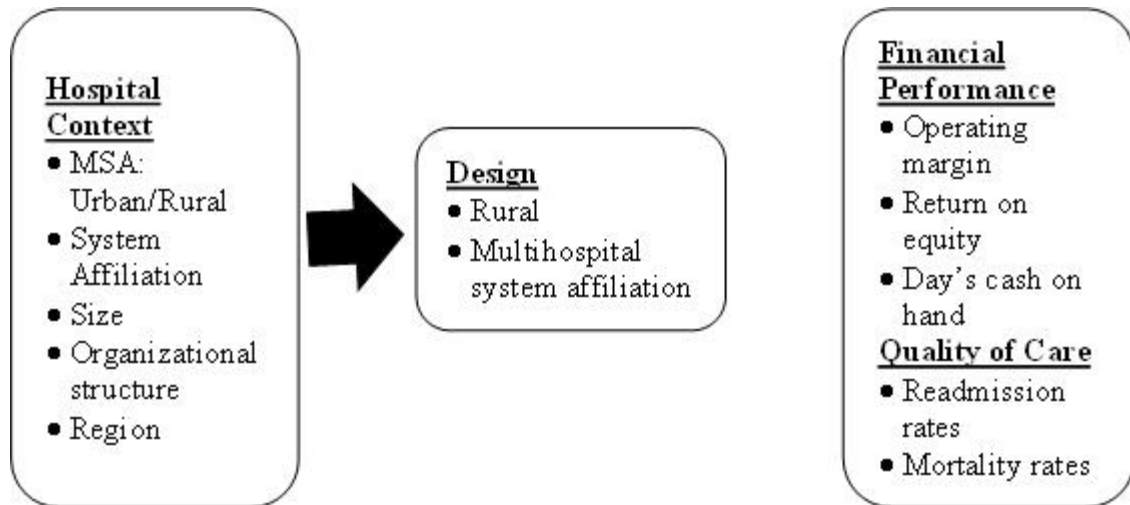 Hospital
Context
● MSA:
Urban/Rural
● System
Affiliation
● Size
● Organizational
structure
● Region
Design
● Rural
● Multihospital
system affiliation
Financial
Performance
● Operating
margin
● Return on
equity
● Day’s cash on
hand
Quality of Care
● Readmission
rates
● Mortality rates